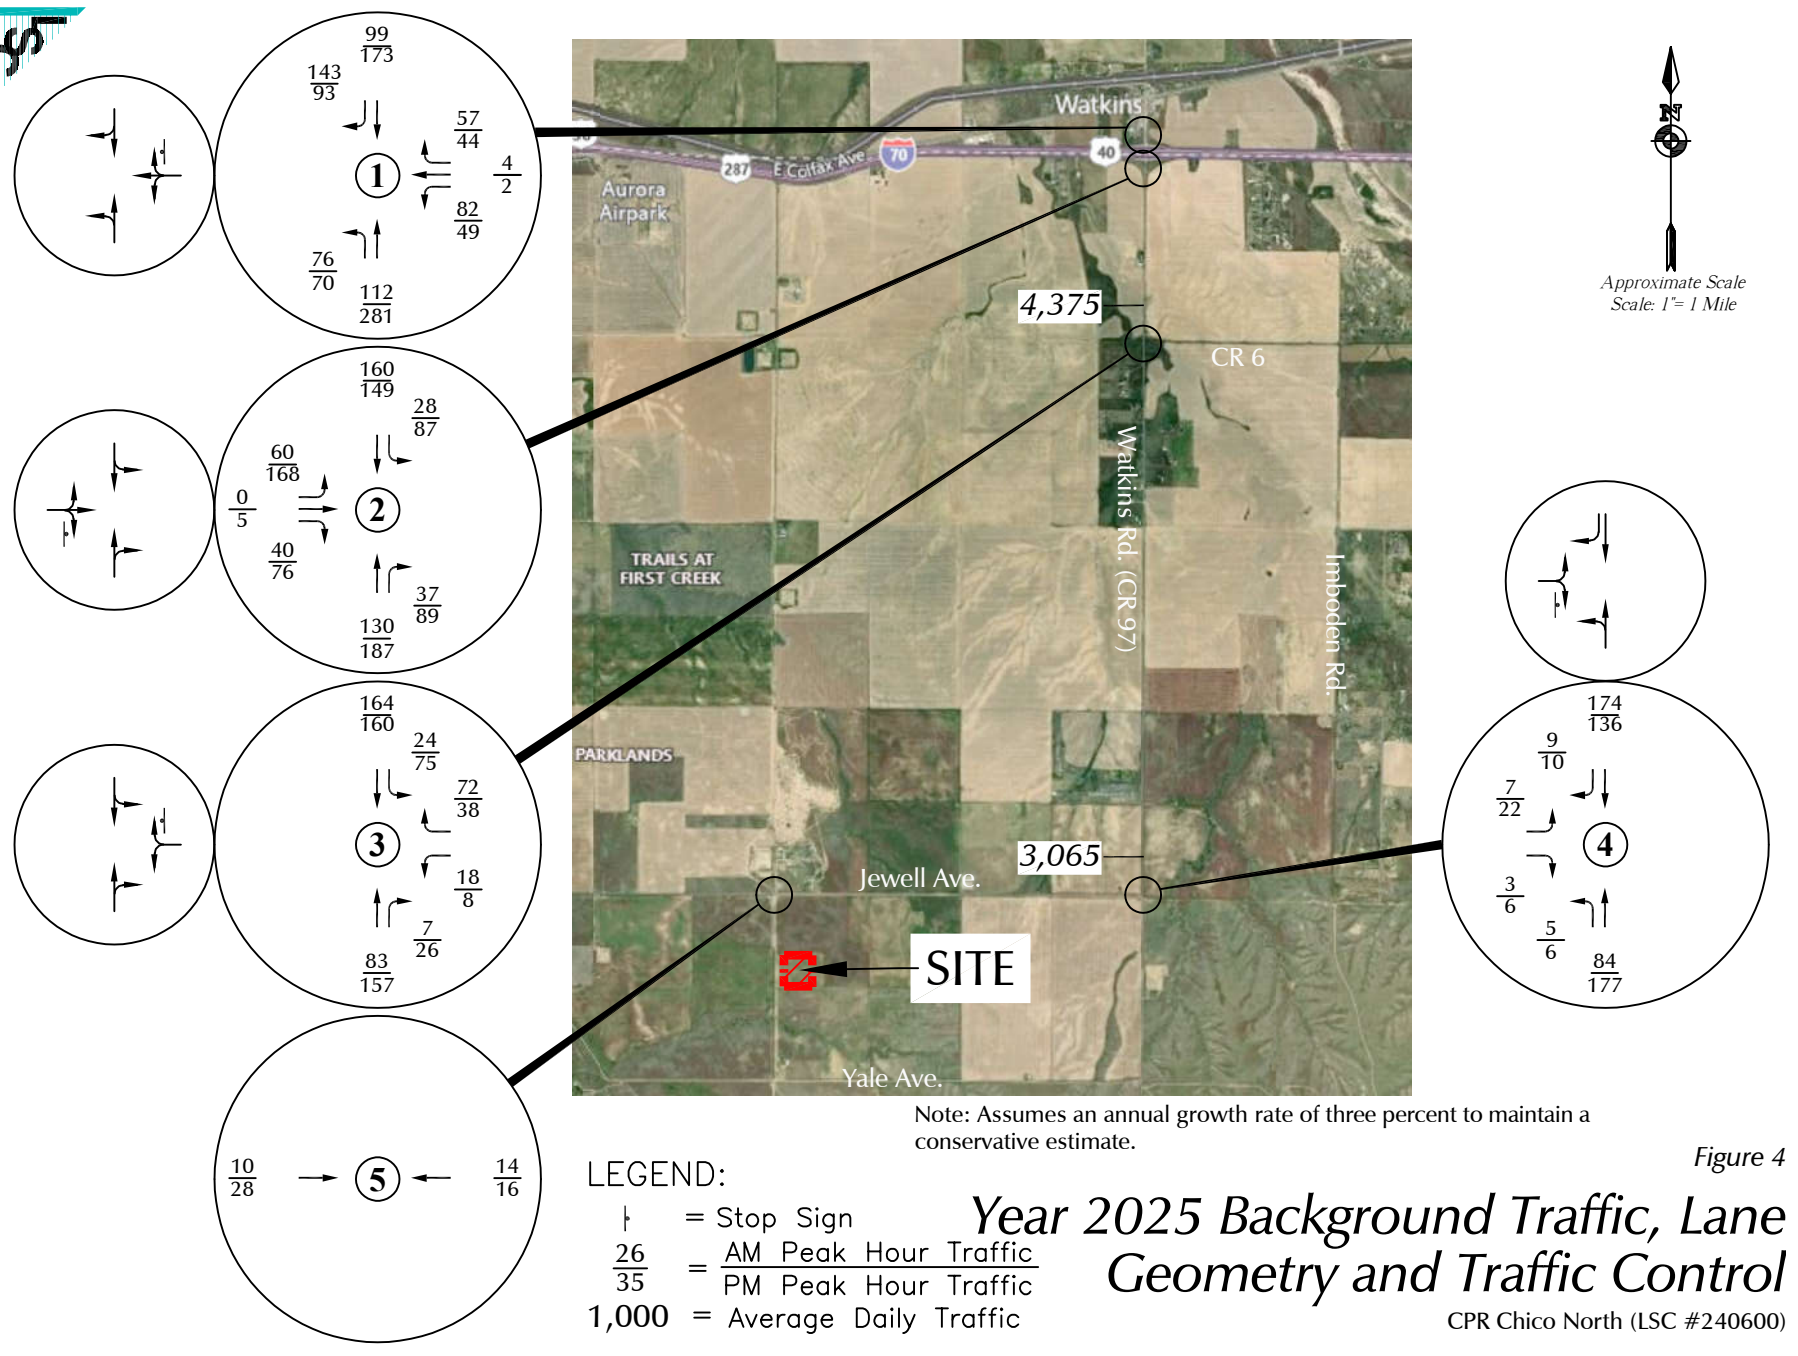 99
173
143
93
57
44
4
2
82
49
76
70
112
281
1
160
149
28
87
60
168
0
5
40
76
37
89
130
187
2
164
160
24
75
72
38
18
8
7
26
83
157
3
10
28
14
16
5
Watkins
287
E Colfax Ave
70
40
Aurora
Airpark
4,375
CR 6
Watkins Rd. (CR 97)
Imboden Rd.
TRAILS AT
FIRST CREEK
PARKLANDS
3,065
Jewell Ave.
SITE
Yale Ave.
N
Approximate Scale
Scale: 1"= 1 Mile
174
136
9
10
7
22
3
6
5
6
84
177
4
Note: Assumes an annual growth rate of three percent to maintain a
conservative estimate.
LEGEND:
= Stop Sign
26
35
= AM Peak Hour Traffic
PM Peak Hour Traffic
1,000 = Average Daily Traffic
Figure 4
Year 2025 Background Traffic, Lane
Geometry and Traffic Control
CPR Chico North (LSC #240600)